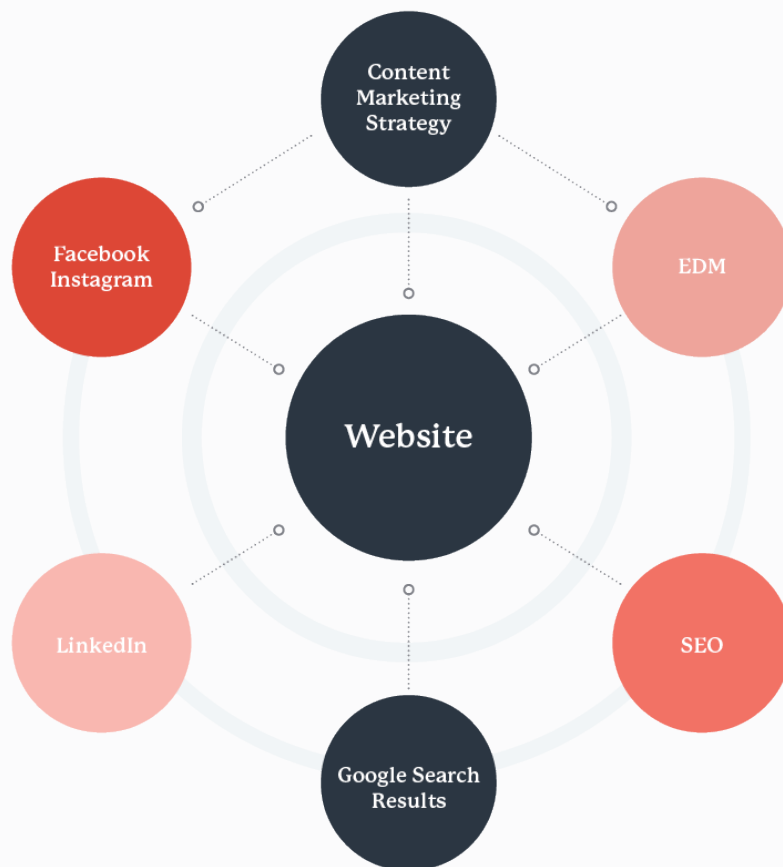 Content
Marketing
Strategy
Facebook
Instagram
EDM
Website
LinkedIn
SEO
Google Search
Results